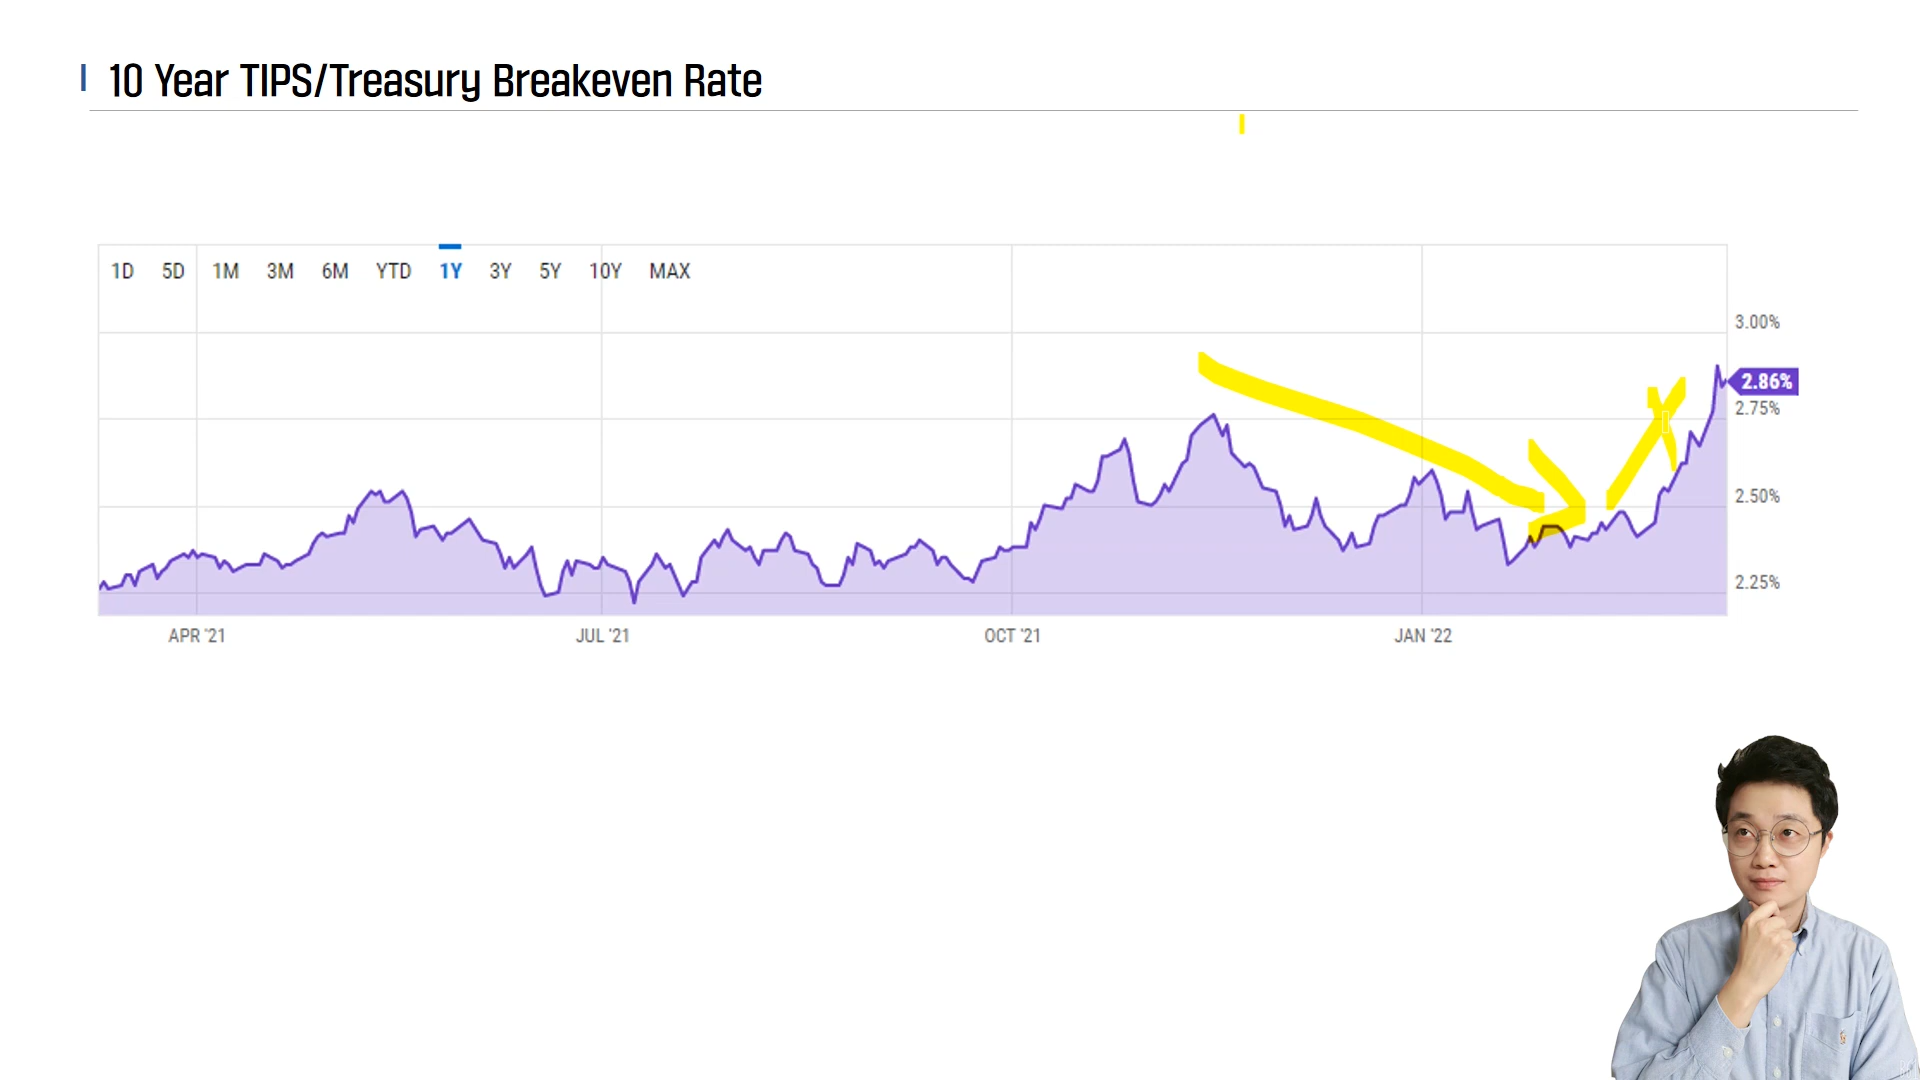 10 Year TIPS/Treasury Breakeven Rate
1D 5D 1M 3M 6M YTD 1Y 3Y 5Y 10Y MAX
3.00%
2.86%
2.75%
2.50%
2.25%
APR '21 JUL '21 OCT '21 JAN '22